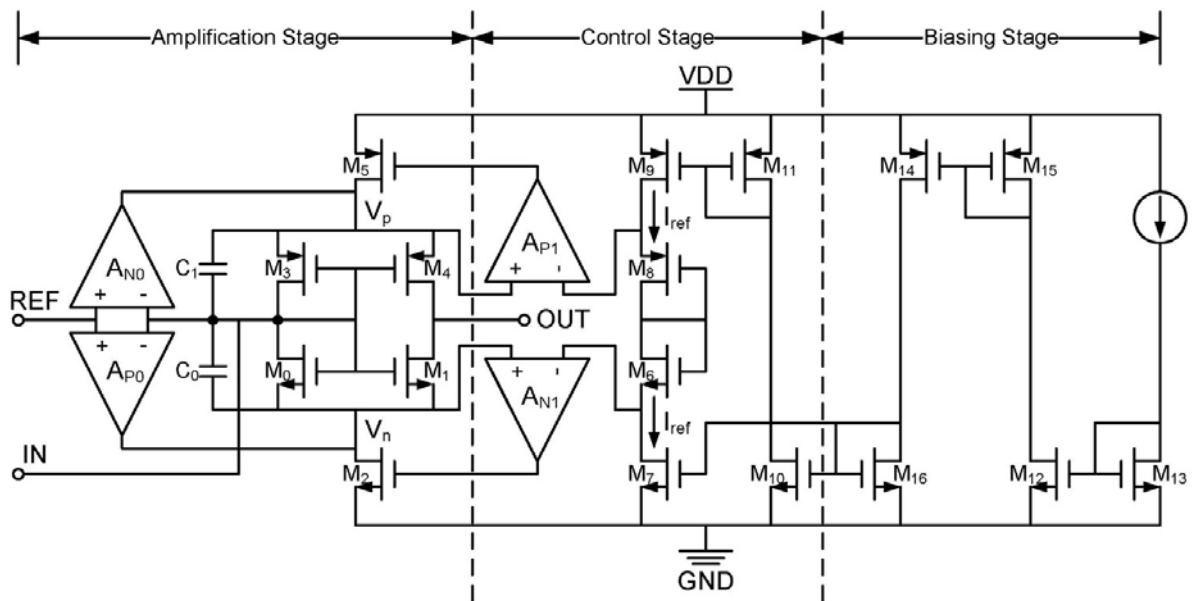 Amplification Stage
Control Stage
Biasing Stage
VDD
M5
M9
M11
M14
M15
Vp
Iref
AN0
C1
M3
M4
AP1
M8
REF
+ -
+ -
OUT
+ -
AP0
C0
M0
M1
+ -
AN1
M6
Vn
Iref
IN
M2
M7
M10
M16
M12
M13
GND